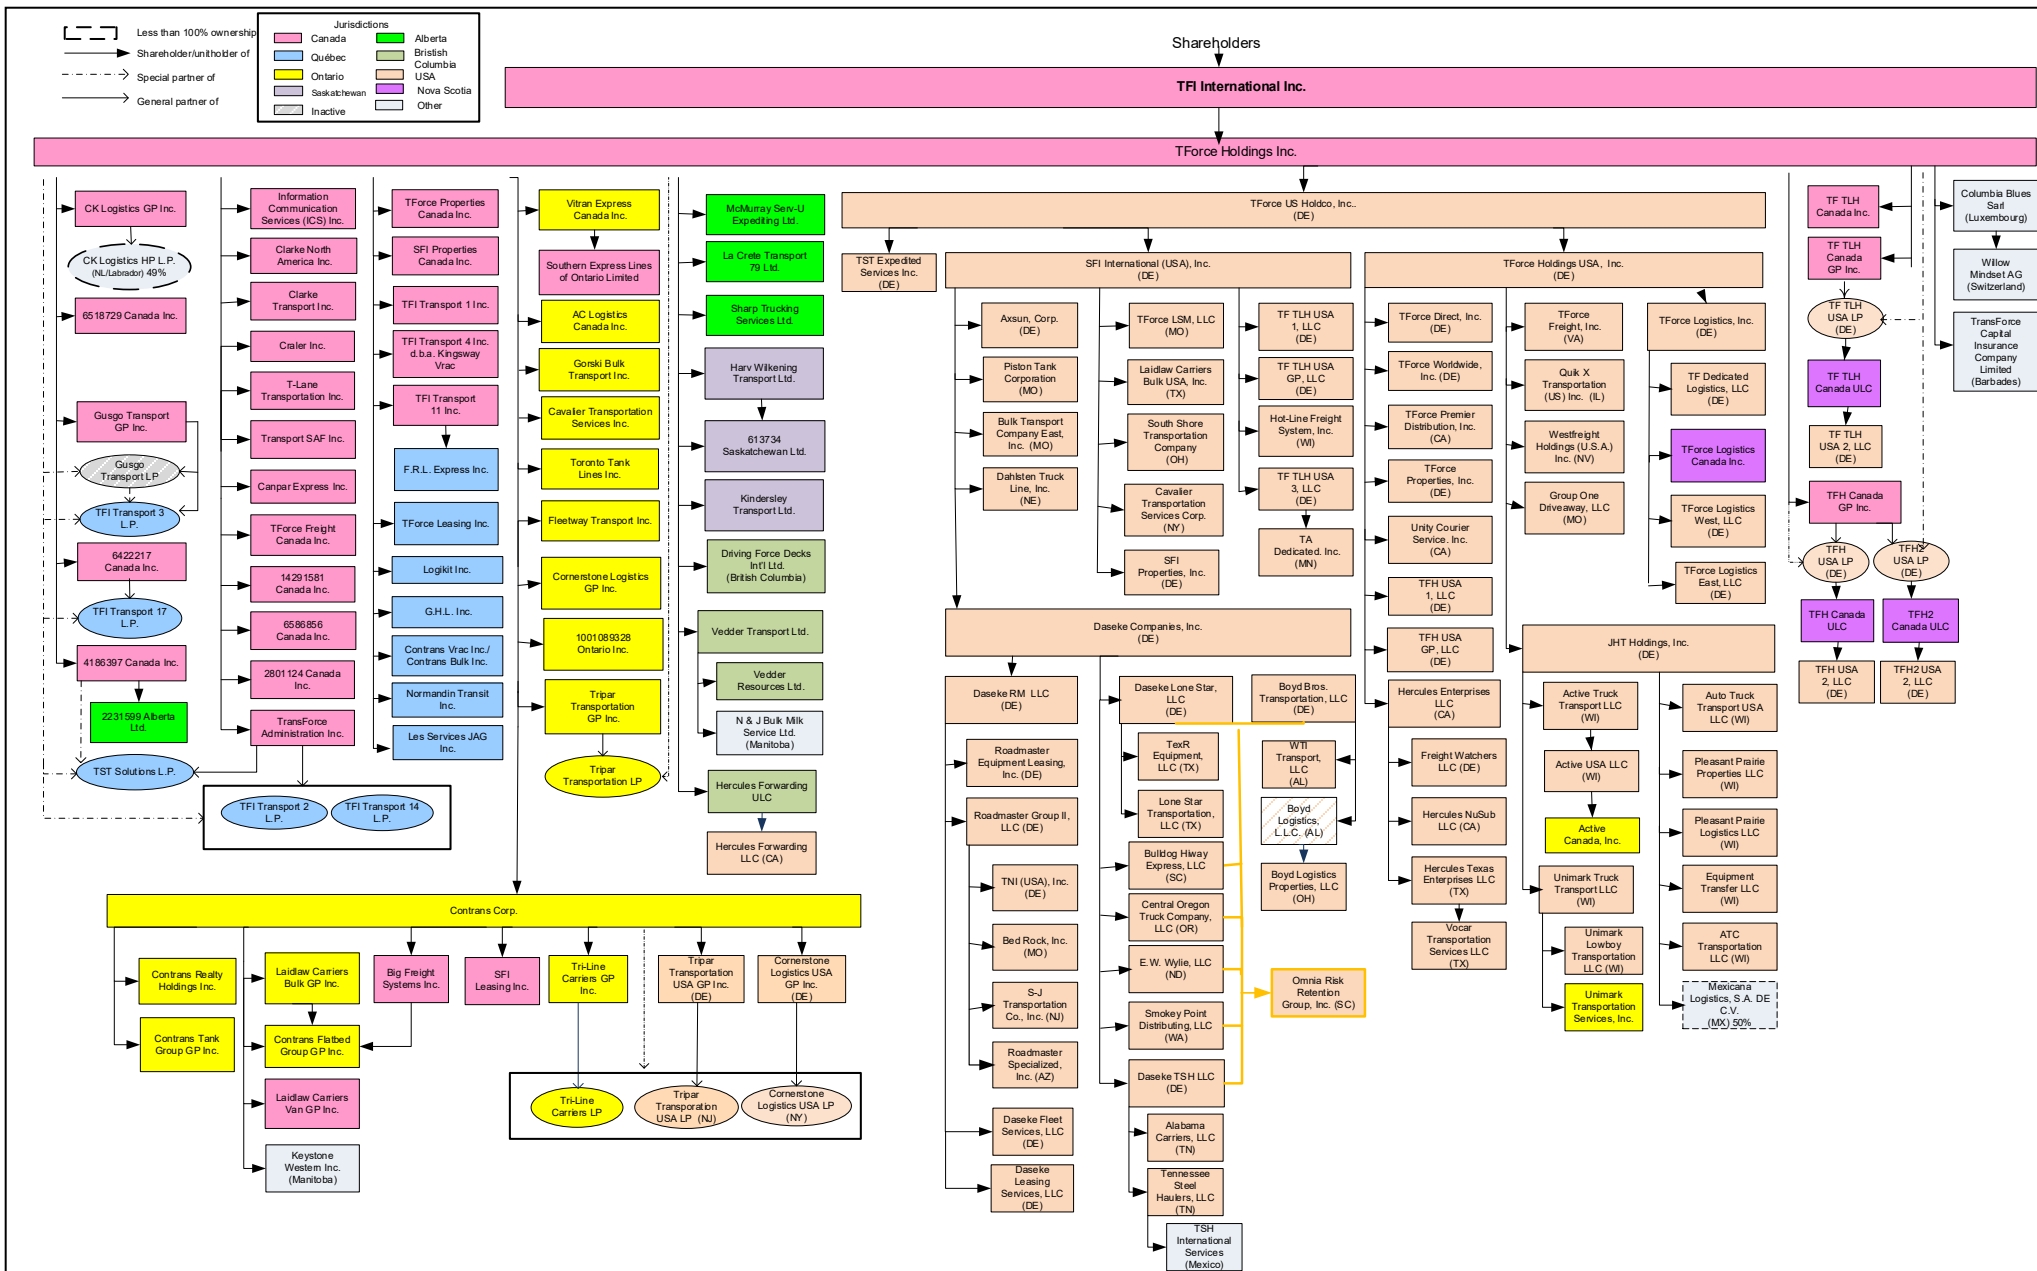 Less than 100% ownership
Shareholder/unitholder of
Special partner of
General partner of
Jurisdictions
Canada
Alberta
Québec
Bristish
Columbia
Ontario
USA
Saskatchewan
Nova Scotia
Inactive
Other
Shareholders
TFI International Inc.
TForce Holdings Inc.
CK Logistics GP Inc.
CK Logistics HP L.P.
(NL/Labrador) 49%
6518729 Canada Inc.
Gusgo Transport
GP Inc.
Gusgo
Transport LP
TFI Transport 3
L.P.
6422217
Canada Inc.
TFI Transport 17
L.P.
4186397 Canada Inc.
2231599 Alberta
Ltd.
TST Solutions L.P.
Information
Communication
Services (ICS) Inc.
Clarke North
America Inc.
Clarke
Transport Inc.
Craler Inc.
T-Lane
Transportation Inc.
Transport SAF Inc.
Canpar Express Inc.
TForce Freight
Canada Inc.
14291581
Canada Inc.
6586856
Canada Inc.
2801124 Canada
Inc.
TransForce
Administration Inc.
TFI Transport 2
L.P.
TFI Transport 14
L.P.
TForce Properties
Canada Inc.
SFI Properties
Canada Inc.
TFI Transport 1 Inc.
TFI Transport 4 Inc.
d.b.a. Kingsway
Vrac
TFI Transport
11 Inc.
F.R.L. Express Inc.
TForce Leasing Inc.
Logikit Inc.
G.H.L. Inc.
Contrans Vrac Inc./
Contrans Bulk Inc.
Normandin Transit
Inc.
Les Services JAG
Inc.
Vitran Express
Canada Inc.
Southern Express Lines
of Ontario Limited
AC Logistics
Canada Inc.
Gorski Bulk
Transport Inc.
Cavalier Transportation
Services Inc.
Toronto Tank
Lines Inc.
Fleetway Transport Inc.
Cornerstone Logistics
GP Inc.
1001089328
Ontario Inc.
Tripar
Transportation
GP Inc.
Tripar
Transportation LP
McMurray Serv-U
Expediting Ltd.
La Crete Transport
79 Ltd.
Sharp Trucking
Services Ltd.
Harv Wilkening
Transport Ltd.
613734
Saskatchewan Ltd.
Kindersley
Transport Ltd.
Driving Force Decks
Int'l Ltd.
(British Columbia)
Vedder Transport Ltd.
Vedder
Resources Ltd.
N & J Bulk Milk
Service Ltd.
(Manitoba)
Hercules Forwarding
ULC
Hercules Forwarding
LLC (CA)
Contrans Corp.
Contrans Realty
Holdings Inc.
Contrans Tank
Group GP Inc.
Laidlaw Carriers
Bulk GP Inc.
Contrans Flatbed
Group GP Inc.
Laidlaw Carriers
Van GP Inc.
Keystone
Western Inc.
(Manitoba)
Big Freight
Systems Inc.
SFI
Leasing Inc.
Tri-Line
Carriers GP
Inc.
Tripar
Transportation
USA GP Inc.
(DE)
Cornerstone
Logistics USA
GP Inc.
(DE)
Tri-Line
Carriers LP
Tripar
Transporation
USA LP (NJ)
Cornerstone
Logistics USA LP
(NY)
TForce US Holdco, Inc..
(DE)
TST Expedited
Services Inc.
(DE)
SFI International (USA), Inc.
(DE)
Axsun, Corp.
(DE)
Piston Tank
Corporation
(MO)
Bulk Transport
Company East,
Inc. (MO)
Dahlsten Truck
Line, Inc.
(NE)
TForce LSM, LLC
(MO)
Laidlaw Carriers
Bulk USA, Inc.
(TX)
South Shore
Transportation
Company
(OH)
Cavalier
Transportation
Services Corp.
(NY)
SFI
Properties, Inc.
(DE)
TF TLH USA
1, LLC
(DE)
TF TLH USA
GP, LLC
(DE)
Hot-Line Freight
System, Inc.
(WI)
TF TLH USA
3, LLC
(DE)
TA
Dedicated. Inc.
(MN)
Daseke Companies, Inc.
(DE)
Daseke RM LLC
(DE)
Roadmaster
Equipment Leasing,
Inc. (DE)
Roadmaster Group II,
LLC (DE)
TNI (USA), Inc.
(DE)
Bed Rock, Inc.
(MO)
S-J
Transportation
Co., Inc. (NJ)
Roadmaster
Specialized,
Inc. (AZ)
Daseke Fleet
Services, LLC
(DE)
Daseke
Leasing
Services, LLC
(DE)
Daseke Lone Star,
LLC
(DE)
TexR
Equipment,
LLC (TX)
Lone Star
Transportation,
LLC (TX)
Bulldog Hiway
Express, LLC
(SC)
Central Oregon
Truck Company,
LLC (OR)
E.W. Wylie, LLC
(ND)
Smokey Point
Distributing, LLC
(WA)
Daseke TSH LLC
(DE)
Alabama
Carriers, LLC
(TN)
Tennessee
Steel
Haulers, LLC
(TN)
TSH
International
Services
(Mexico)
Boyd Bros.
Transportation, LLC
(DE)
WTI
Transport,
LLC
(AL)
Boyd
Logistics,
L.L.C. (AL)
Boyd Logistics
Properties, LLC
(OH)
Omnia Risk
Retention
Group, Inc. (SC)
TForce Holdings USA, Inc.
(DE)
TForce Direct, Inc.
(DE)
TForce Worldwide,
Inc. (DE)
TForce Premier
Distribution, Inc.
(CA)
TForce
Properties, Inc.
(DE)
Unity Courier
Service. Inc.
(CA)
TFH USA
1, LLC
(DE)
TFH USA
GP, LLC
(DE)
Hercules Enterprises
LLC
(CA)
Freight Watchers
LLC (DE)
Hercules NuSub
LLC (CA)
Hercules Texas
Enterprises LLC
(TX)
Vocar
Transportation
Services LLC
(TX)
TForce
Freight, Inc.
(VA)
Quik X
Transportation
(US) Inc. (IL)
Westfreight
Holdings (U.S.A.)
Inc. (NV)
Group One
Driveaway, LLC
(MO)
TForce Logistics, Inc.
(DE)
TF Dedicated
Logistics, LLC
(DE)
TForce Logistics
Canada Inc.
TForce Logistics
West, LLC
(DE)
TForce Logistics
East, LLC
(DE)
JHT Holdings, Inc.
(DE)
Active Truck
Transport LLC
(WI)
Active USA LLC
(WI)
Active
Canada, Inc.
Unimark Truck
Transport LLC
(WI)
Unimark
Lowboy
Transportation
LLC (WI)
Unimark
Transportation
Services, Inc.
Auto Truck
Transport USA
LLC (WI)
Pleasant Prairie
Properties LLC
(WI)
Pleasant Prairie
Logistics LLC
(WI)
Equipment
Transfer LLC
(WI)
ATC
Transportation
LLC (WI)
Mexicana
Logistics, S.A. DE
C.V.
(MX) 50%
TF TLH
Canada Inc.
TF TLH
Canada
GP Inc.
TF TLH
USA LP
(DE)
TF TLH
Canada ULC
TF TLH
USA 2, LLC
(DE)
TFH Canada
GP Inc.
TFH
USA LP
(DE)
TFH2
USA LP
(DE)
TFH Canada
ULC
TFH2
Canada ULC
TFH USA
2, LLC
(DE)
TFH2 USA
2, LLC
(DE)
Columbia Blues
Sarl
(Luxembourg)
Willow
Mindset AG
(Switzerland)
TransForce
Capital
Insurance
Company
Limited
(Barbades)